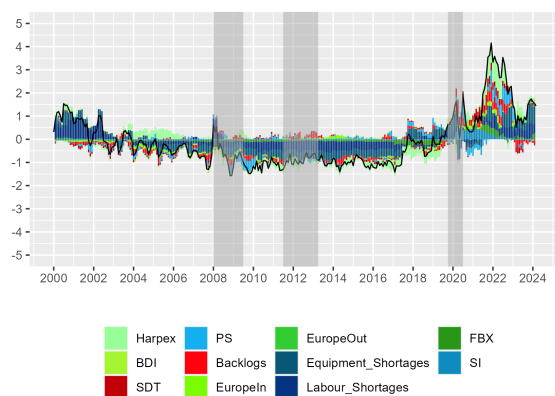 5
4
3
2
1
0
-1
-2
-3
-4
-5
2000 2002 2004 2006 2008 2010 2012 2014 2016 2018 2020 2022 2024
Harpex PS EuropeOut FBX
BDI Backlogs Equipment_Shortages SI
SDT EuropeIn Labour_Shortages